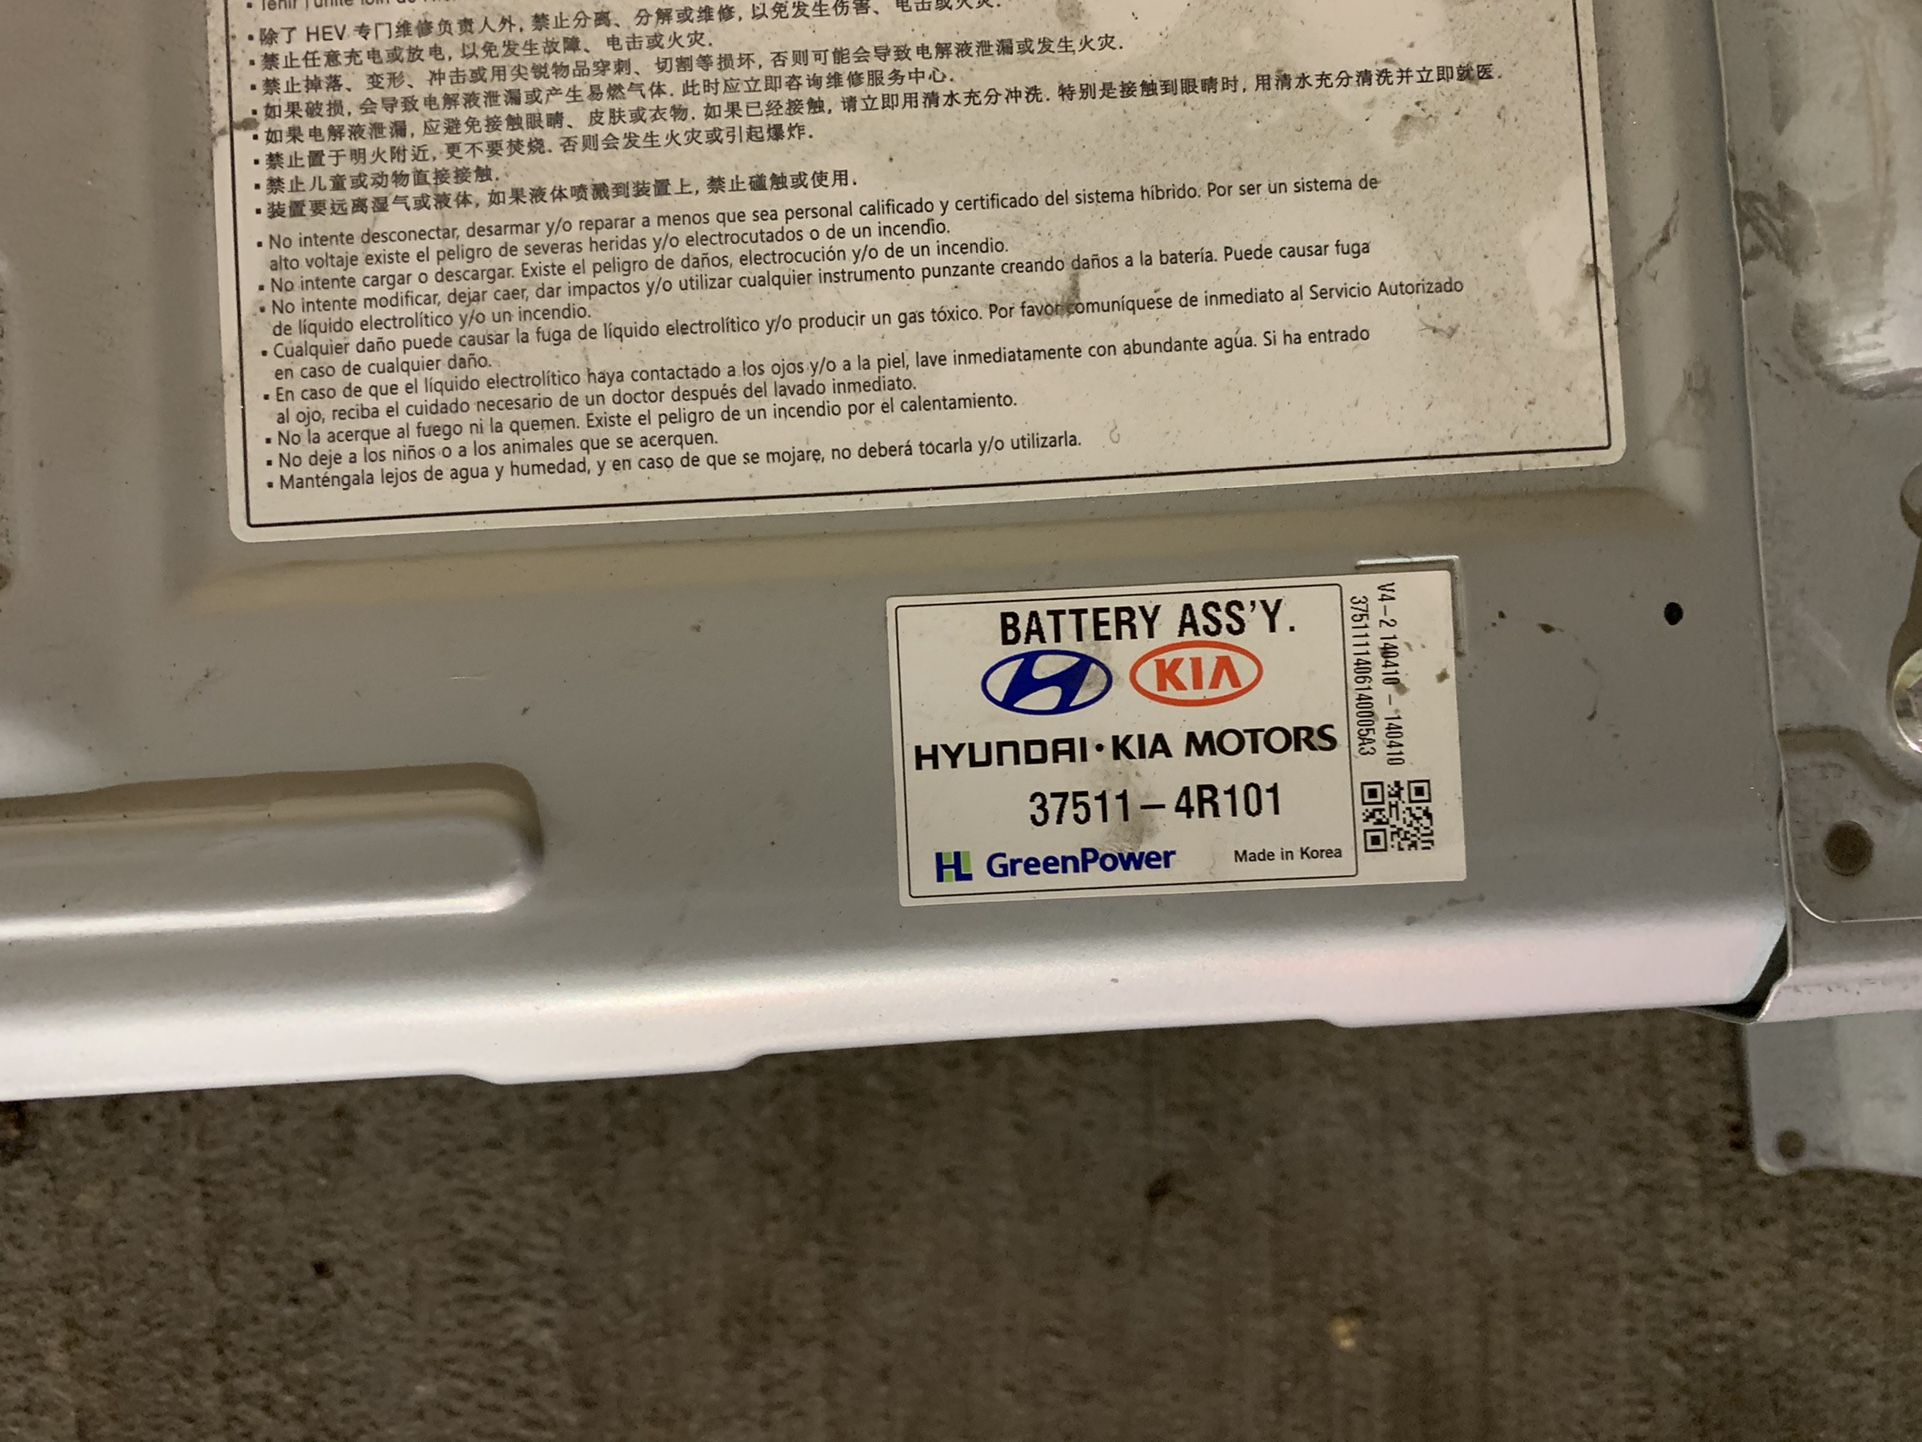 ▪ Tenir l'unité loin de l'
▪ 除了 HEV 专门维修负责人外, 禁止分离、分解或维修, 以免发生伤害、电击或火灾.
▪ 禁止任意充电或放电, 以免发生故障、电击或火灾.
▪ 禁止掉落、变形、冲击或用尖锐物品穿刺、切割等损坏, 否则可能会导致电解液泄漏或发生火灾.
▪ 如果破损, 会导致电解液泄漏或产生易燃气体. 此时应立即咨询维修服务中心.
▪ 如果电解液泄漏, 应避免接触眼睛、皮肤或衣物. 如果已经接触, 请立即用清水充分冲洗. 特别是接触到眼睛时, 用清水充分清洗并立即就医.
▪ 禁止置于明火附近, 更不要焚烧. 否则会发生火灾或引起爆炸.
▪ 禁止儿童或动物直接接触.
▪ 装置要远离湿气或液体, 如果液体喷溅到装置上, 禁止碰触或使用.
▪ No intente desconectar, desarmar y/o reparar a menos que sea personal calificado y certificado del sistema híbrido. Por ser un sistema de
alto voltaje existe el peligro de severas heridas y/o electrocutados o de un incendio.
▪ No intente cargar o descargar. Existe el peligro de daños, electrocución y/o de un incendio.
▪ No intente modificar, dejar caer, dar impactos y/o utilizar cualquier instrumento punzante creando daños a la batería. Puede causar fuga
de líquido electrolítico y/o un incendio.
▪ Cualquier daño puede causar la fuga de líquido electrolítico y/o producir un gas tóxico. Por favor comuníquese de inmediato al Servicio Autorizado
en caso de cualquier daño.
▪ En caso de que el líquido electrolítico haya contactado a los ojos y/o a la piel, lave inmediatamente con abundante agua. Si ha entrado
al ojo, reciba el cuidado necesario de un doctor después del lavado inmediato.
▪ No la acerque al fuego ni la quemen. Existe el peligro de un incendio por el calentamiento.
▪ No deje a los niños o a los animales que se acerquen.
▪ Manténgala lejos de agua y humedad, y en caso de que se mojare, no deberá tocarla y/o utilizarla.
BATTERY ASS'Y.
KIA
HYUNDAI · KIA MOTORS
37511-4R101
HL GreenPower Made in Korea
V4-2 140410 - 140410
3751111406140005A3